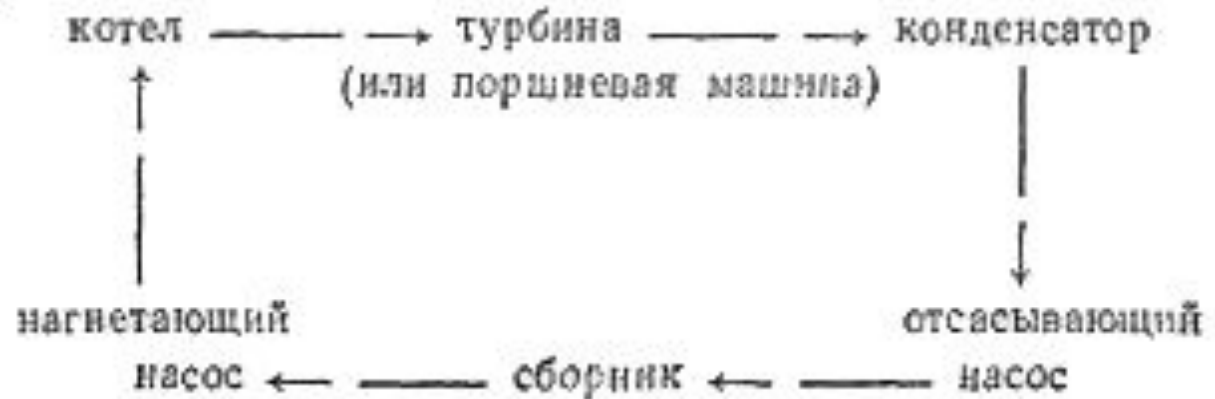 котел → турбина → конденсатор
(или поршневая машина)
нагнетающий отсасывающий
насос ← сборник ← насос